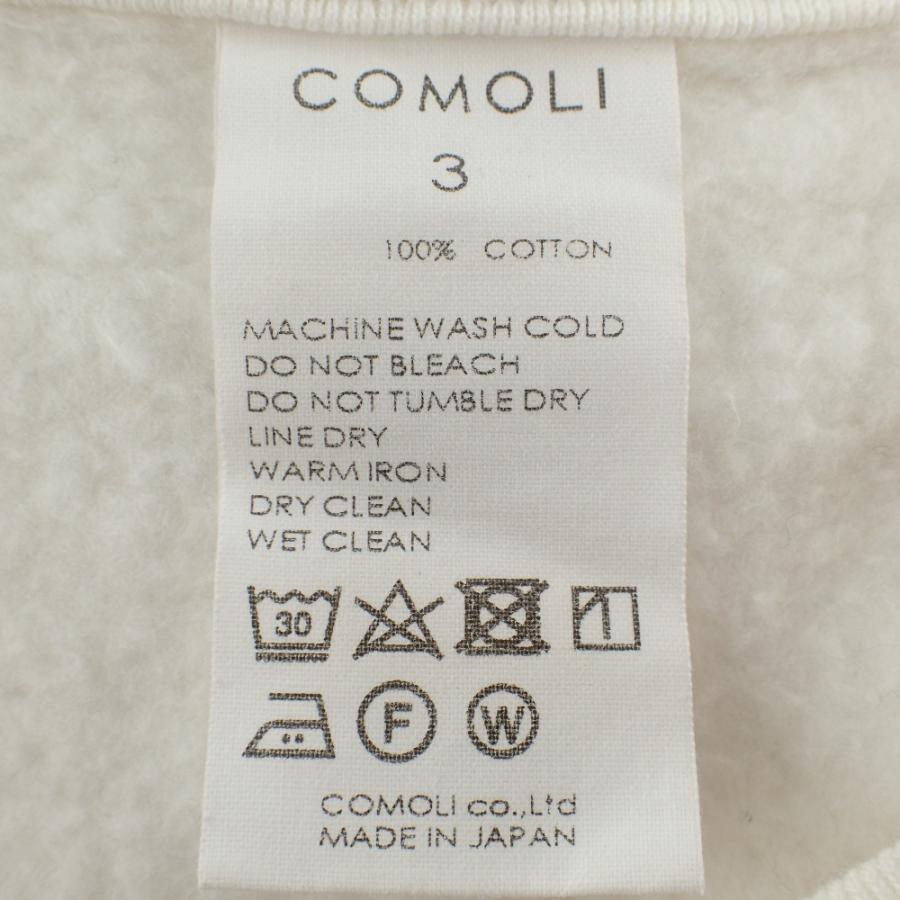 COMOLI
3
100% COTTON
MACHINE WASH COLD
DO NOT BLEACH
DO NOT TUMBLE DRY
LINE DRY
WARM IRON
DRY CLEAN
WET CLEAN
30
F W
COMOLI co.,Ltd
MADE IN JAPAN